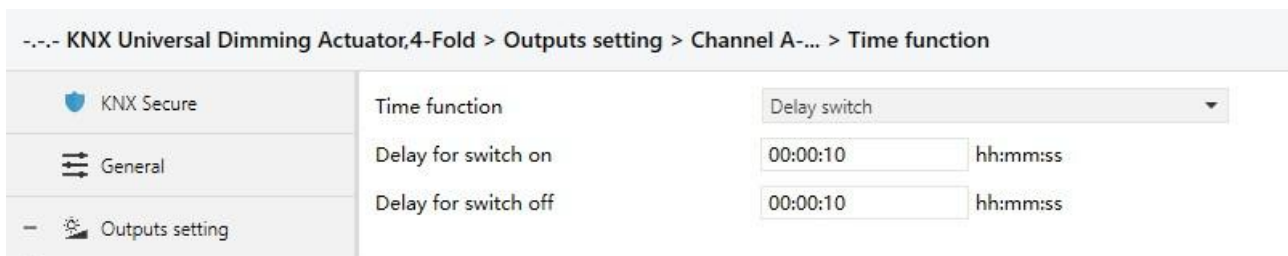 -.-.- KNX Universal Dimming Actuator,4-Fold > Outputs setting > Channel A-... > Time function
KNX Secure
General
− Outputs setting
Time function Delay switch
Delay for switch on 00:00:10 hh:mm:ss
Delay for switch off 00:00:10 hh:mm:ss